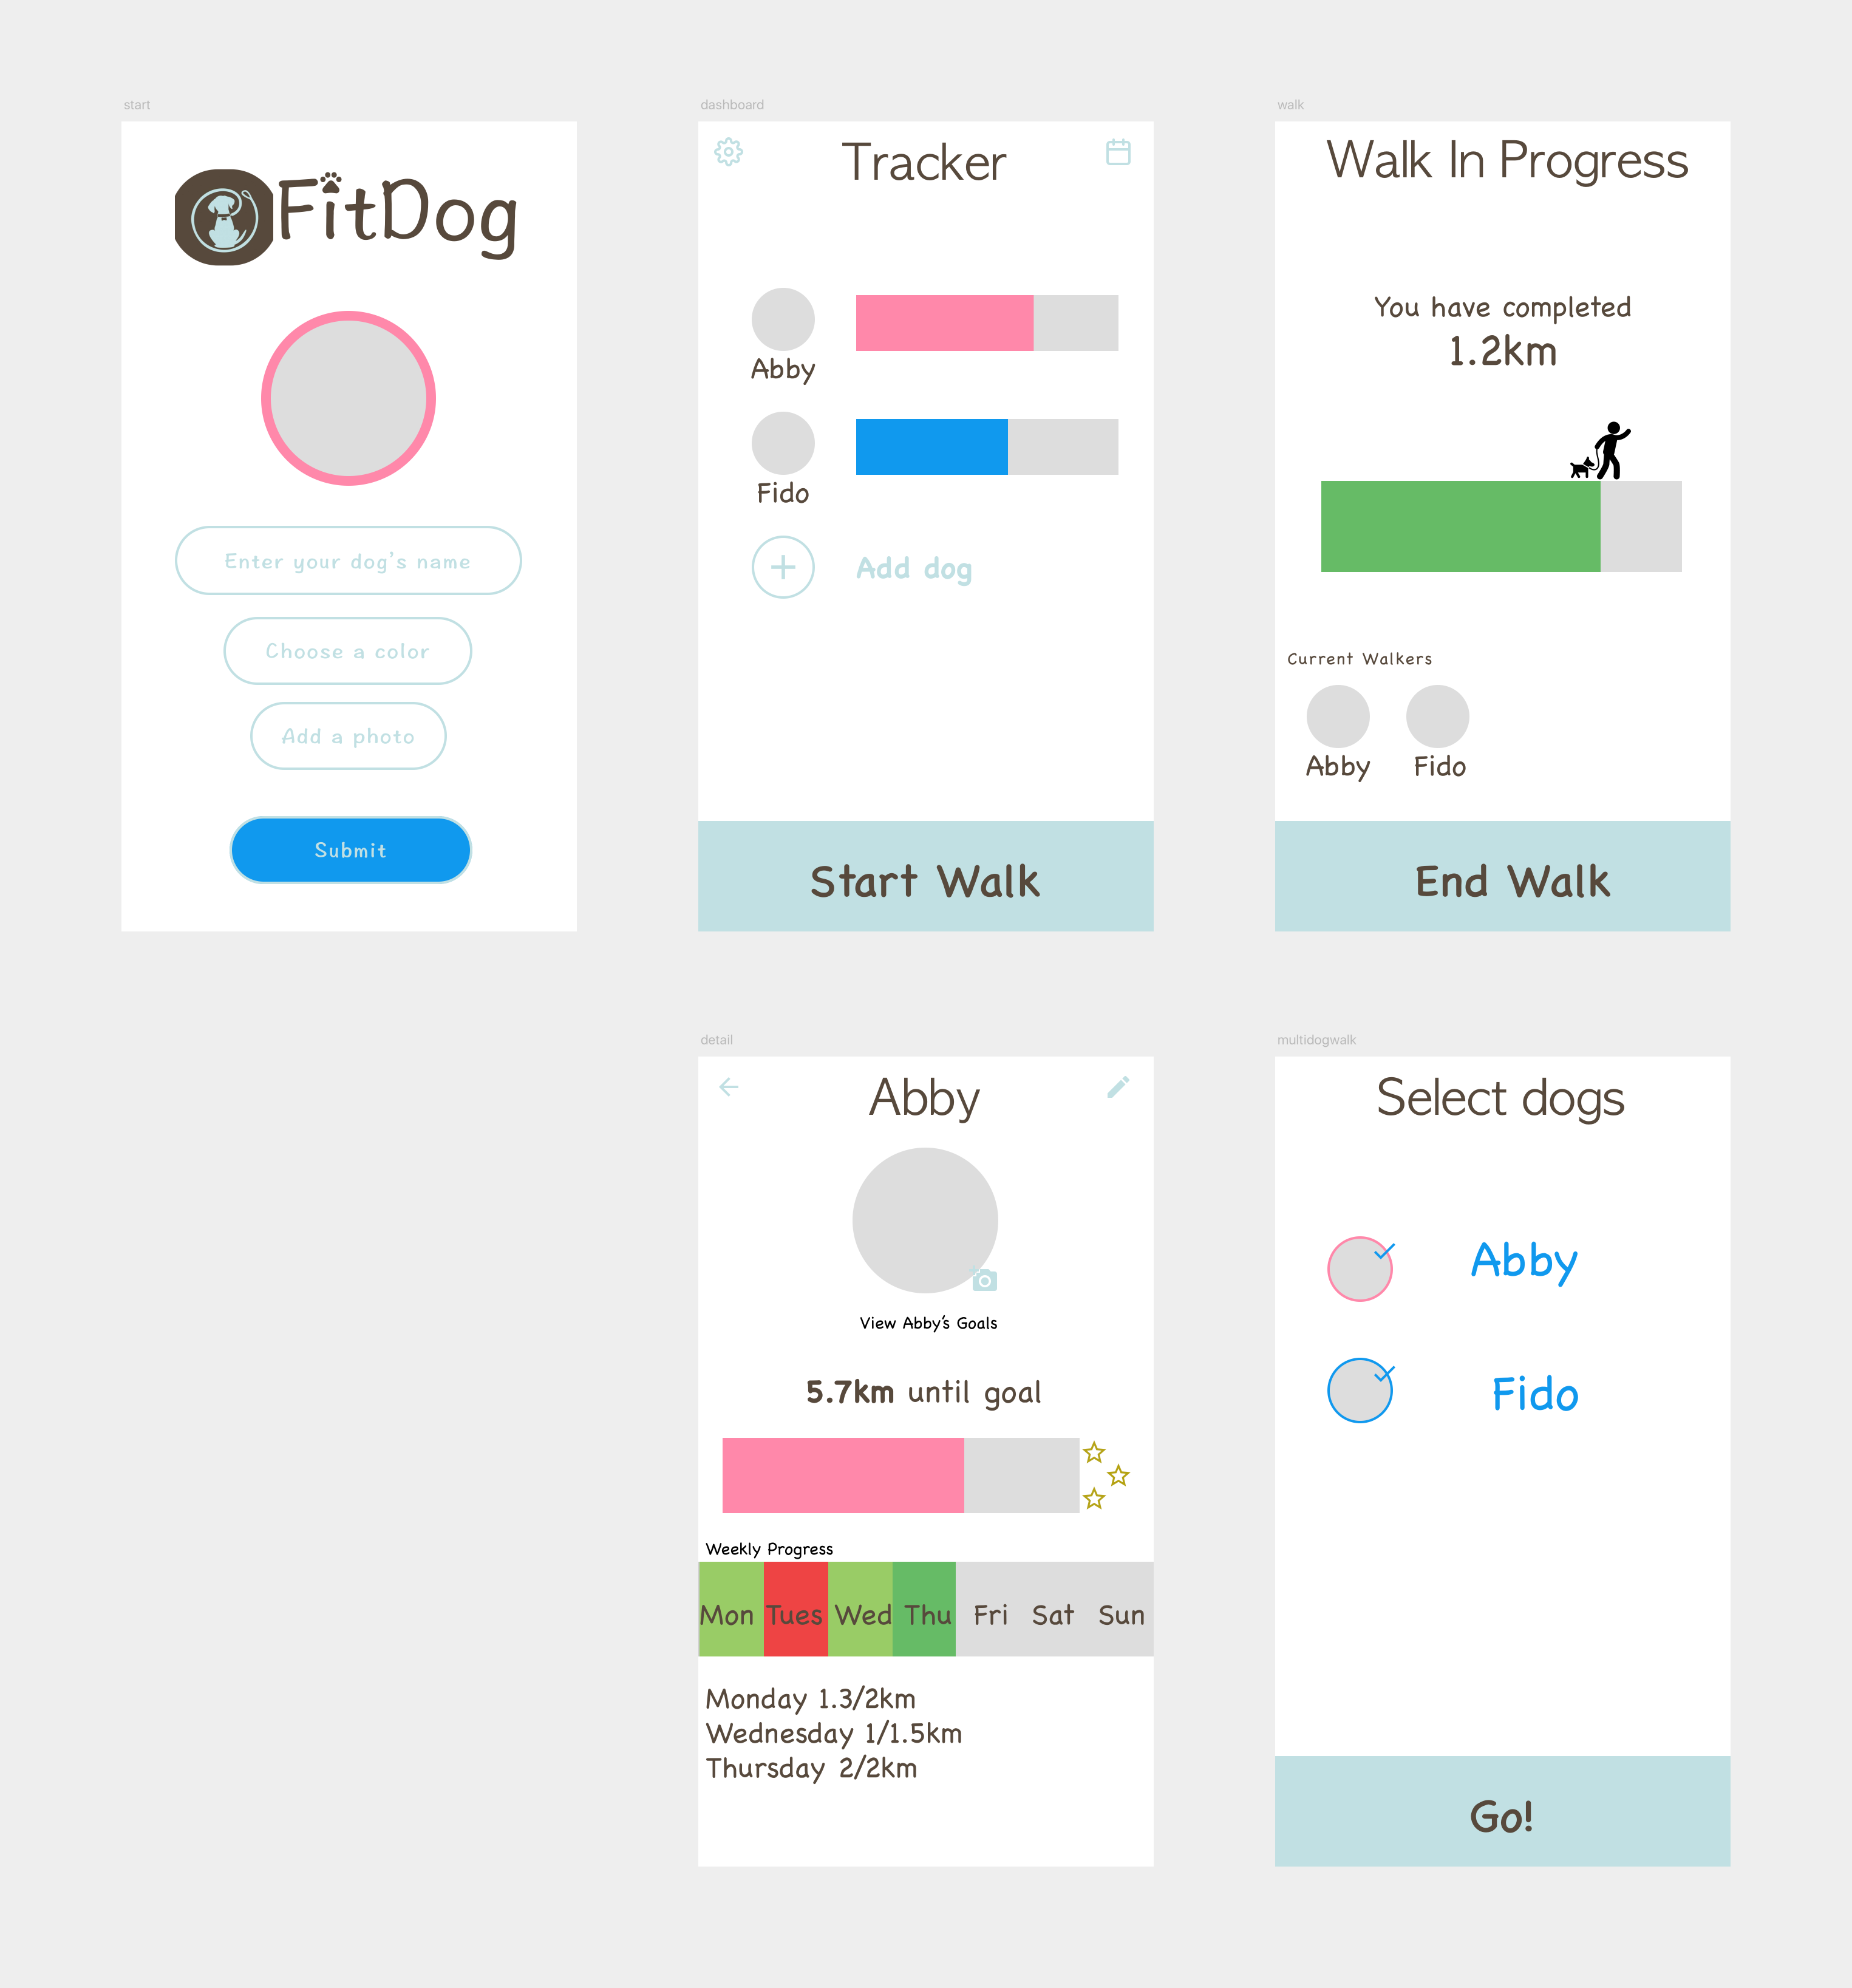 start
FitDog
Enter your dog's name
Choose a color
Add a photo
Submit
dashboard
Tracker
Abby
Fido
Add dog
Start Walk
walk
Walk In Progress
You have completed
1.2km
Current Walkers
Abby Fido
End Walk
detail
Abby
View Abby's Goals
5.7km until goal
Weekly Progress
Mon Tues Wed Thu Fri Sat Sun
Monday 1.3/2km
Wednesday 1/1.5km
Thursday 2/2km
multidogwalk
Select dogs
Abby
Fido
Go!